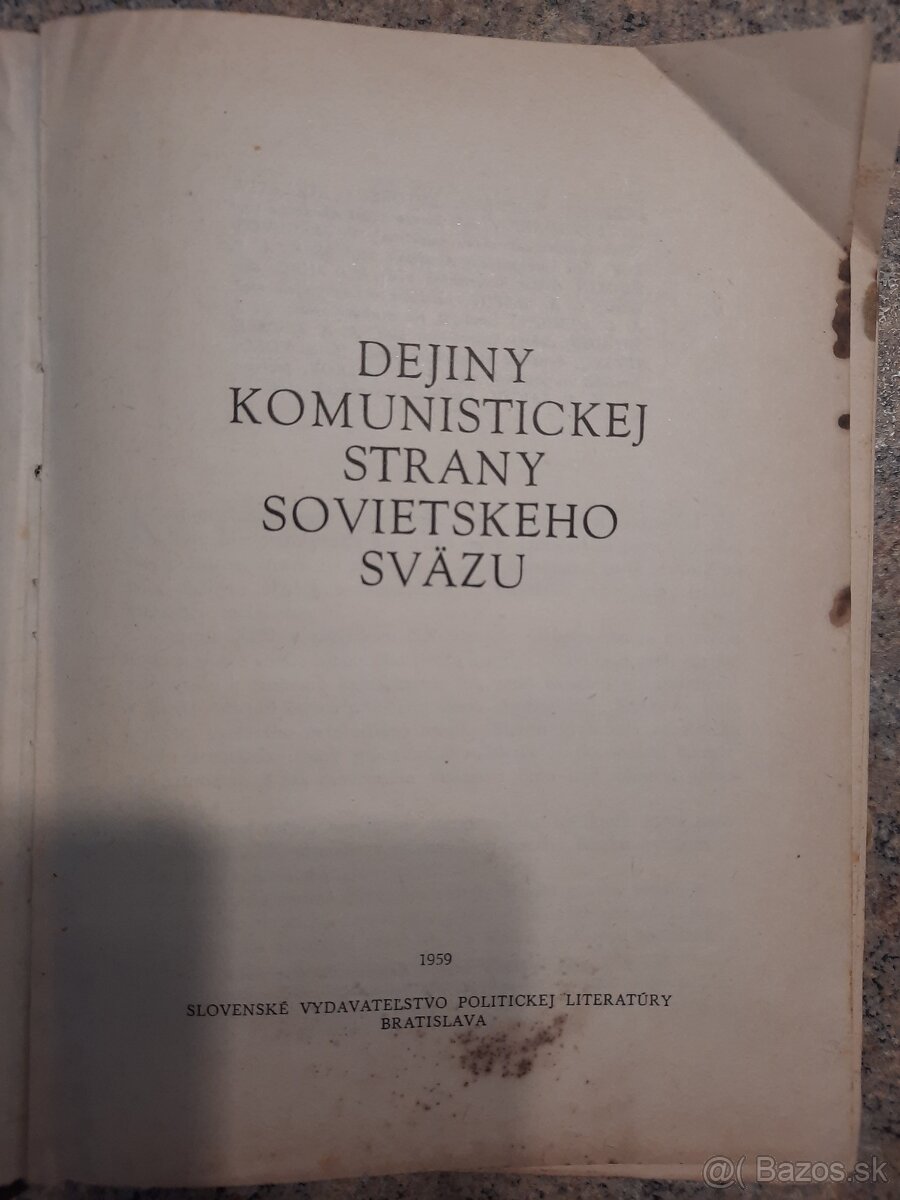 DEJINY
KOMUNISTICKEJ
STRANY
SOVIETSKEHO
SVÄZU
1959
SLOVENSKÉ VYDAVATEĽSTVO POLITICKEJ LITERATÚRY
BRATISLAVA
@( Bazos.sk